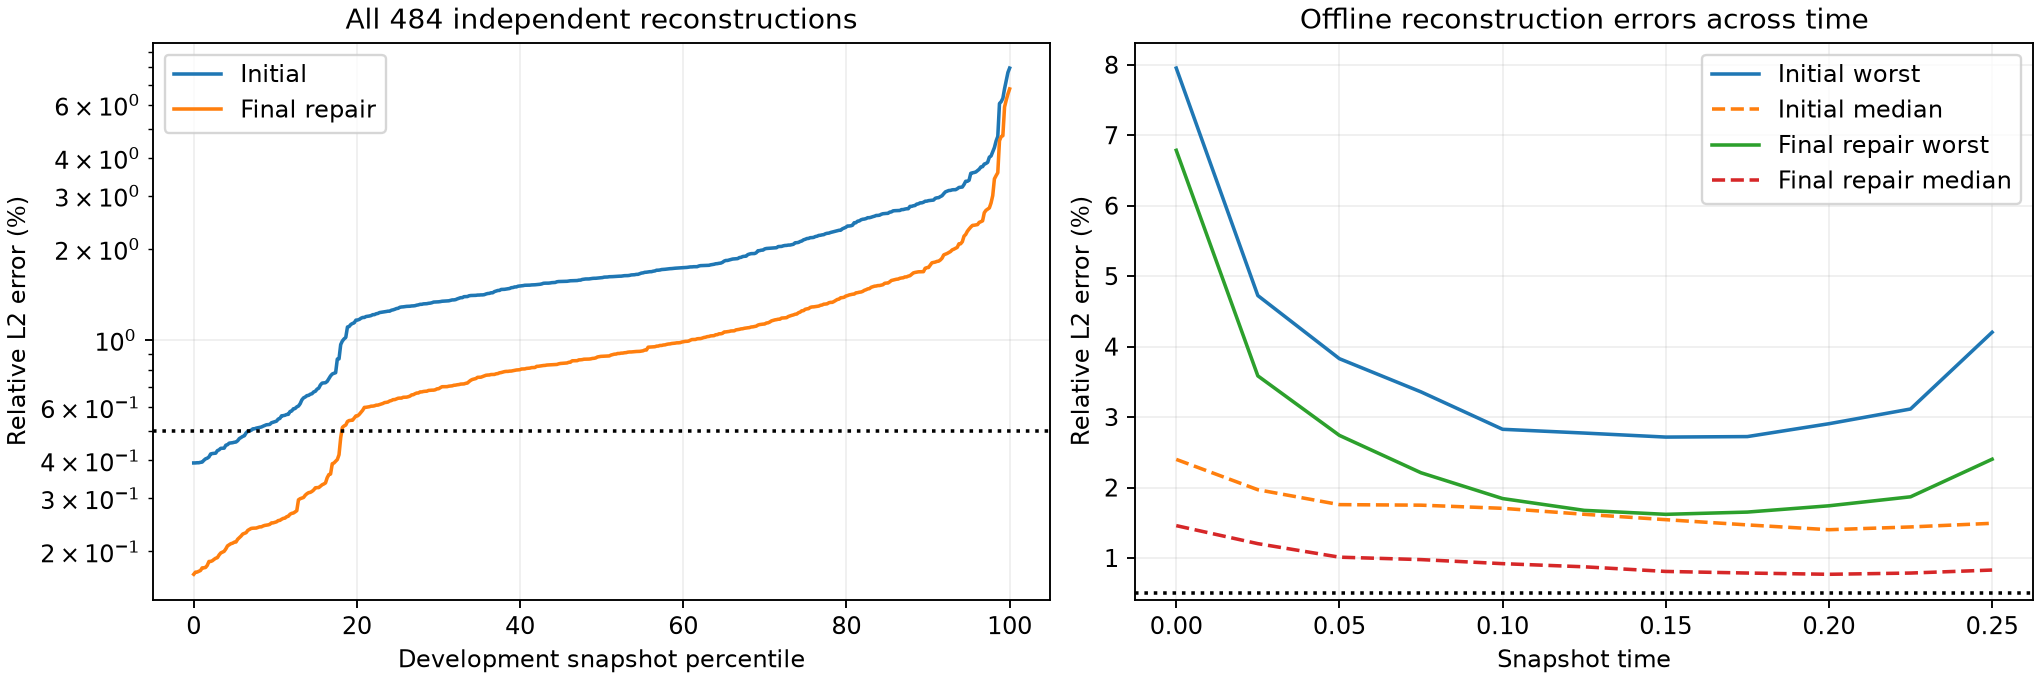 All 484 independent reconstructions
Relative L2 error (%)
6 × 10⁰
4 × 10⁰
3 × 10⁰
2 × 10⁰
10⁰
6 × 10⁻¹
4 × 10⁻¹
3 × 10⁻¹
2 × 10⁻¹
Initial
Final repair
0 20 40 60 80 100
Development snapshot percentile
Offline reconstruction errors across time
Relative L2 error (%)
8
7
6
5
4
3
2
1
Initial worst
Initial median
Final repair worst
Final repair median
0.00 0.05 0.10 0.15 0.20 0.25
Snapshot time